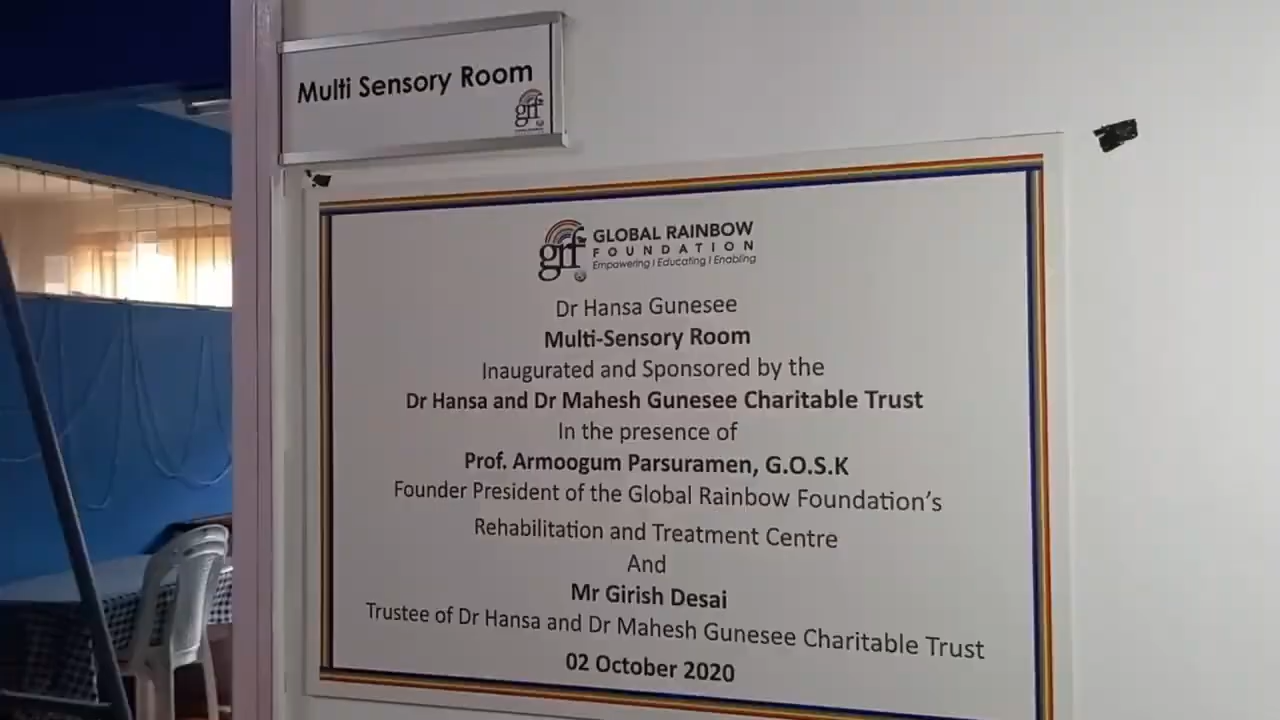 Multi Sensory Room
grf
grf
GLOBAL RAINBOW
FOUNDATION
Empowering | Educating | Enabling
Dr Hansa Gunesee
Multi-Sensory Room
Inaugurated and Sponsored by the
Dr Hansa and Dr Mahesh Gunesee Charitable Trust
In the presence of
Prof. Armoogum Parsuramen, G.O.S.K
Founder President of the Global Rainbow Foundation’s
Rehabilitation and Treatment Centre
And
Mr Girish Desai
Trustee of Dr Hansa and Dr Mahesh Gunesee Charitable Trust
02 October 2020